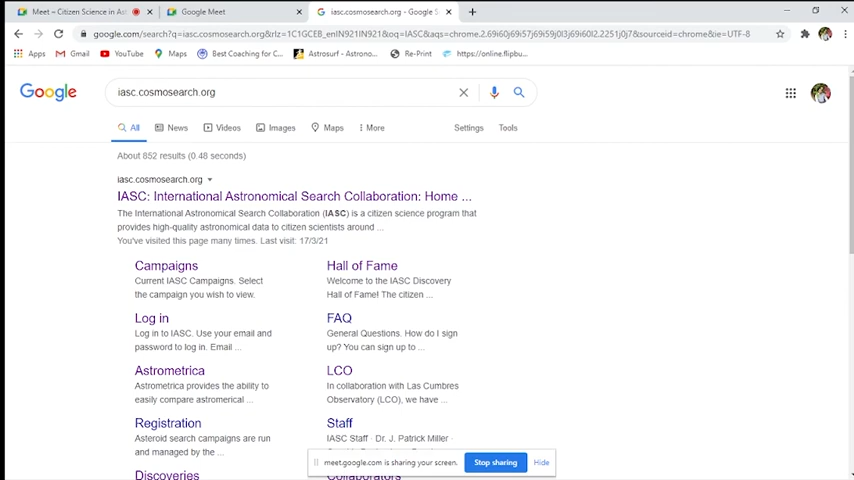 Meet – Citizen Science in Ast
Google Meet
iasc.cosmosearch.org - Google S
google.com/search?q=iasc.cosmosearch.org&rlz=1C1GCEB_enIN921IN921&oq=IASC&aqs=chrome.2.69i60j69i57j46j69i59j0l3j69i60l2.2251j0j7&sourceid=chrome&ie=UTF-8
Apps
Gmail
YouTube
Maps
Best Coaching for C...
Astrosurf - Astrono...
Re-Print
https://online.flipbu...
Google
iasc.cosmosearch.org
All
News
Videos
Images
Maps
More
Settings
Tools
About 852 results (0.48 seconds)
iasc.cosmosearch.org
IASC: International Astronomical Search Collaboration: Home ...
The International Astronomical Search Collaboration (IASC) is a citizen science program that
provides high-quality astronomical data to citizen scientists around ...
You've visited this page many times. Last visit: 17/3/21
Campaigns
Current IASC Campaigns. Select
the campaign you wish to view.
Hall of Fame
Welcome to the IASC Discovery
Hall of Fame! The citizen ...
Log in
Log in to IASC. Use your email and
password to log in. Email ...
FAQ
General Questions. How do I sign
up? You can sign up to ...
Astrometrica
Astrometrica provides the ability to
easily compare astromerical ...
LCO
In collaboration with Las Cumbres
Observatory (LCO), we have ...
Registration
Asteroid search campaigns are run
and managed by the ...
Staff
IASC Staff · Dr. J. Patrick Miller ·
Discoveries
Collaborators
meet.google.com is sharing your screen.
Stop sharing
Hide